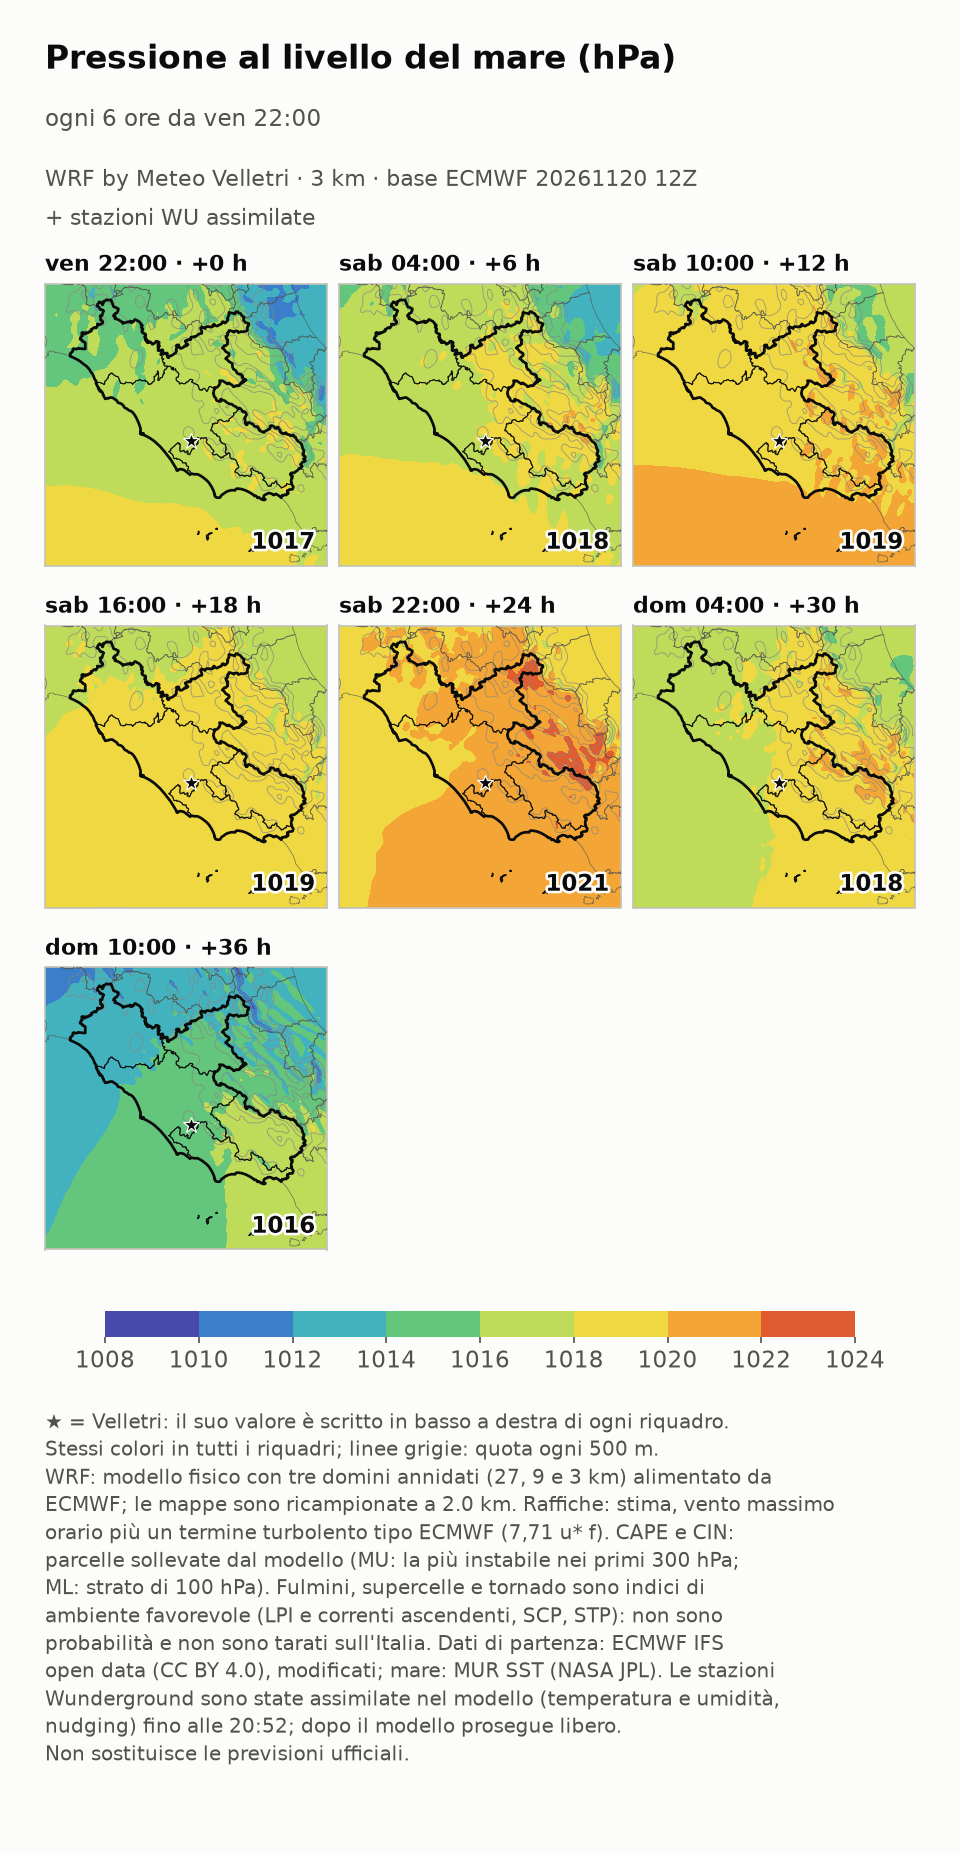 Pressione al livello del mare (hPa)
ogni 6 ore da ven 22:00
WRF by Meteo Velletri · 3 km · base ECMWF 20261120 12Z
+ stazioni WU assimilate
ven 22:00 · +0 h
sab 04:00 · +6 h
sab 10:00 · +12 h
1017
1018
1019
sab 16:00 · +18 h
sab 22:00 · +24 h
dom 04:00 · +30 h
1019
1021
1018
dom 10:00 · +36 h
1016
1008 1010 1012 1014 1016 1018 1020 1022 1024
★ = Velletri: il suo valore è scritto in basso a destra di ogni riquadro.
Stessi colori in tutti i riquadri; linee grigie: quota ogni 500 m.
WRF: modello fisico con tre domini annidati (27, 9 e 3 km) alimentato da
ECMWF; le mappe sono ricampionate a 2.0 km. Raffiche: stima, vento massimo
orario più un termine turbolento tipo ECMWF (7,71 u* f). CAPE e CIN:
parcelle sollevate dal modello (MU: la più instabile nei primi 300 hPa;
ML: strato di 100 hPa). Fulmini, supercelle e tornado sono indici di
ambiente favorevole (LPI e correnti ascendenti, SCP, STP): non sono
probabilità e non sono tarati sull'Italia. Dati di partenza: ECMWF IFS
open data (CC BY 4.0), modificati; mare: MUR SST (NASA JPL). Le stazioni
Wunderground sono state assimilate nel modello (temperatura e umidità,
nudging) fino alle 20:52; dopo il modello prosegue libero.
Non sostituisce le previsioni ufficiali.